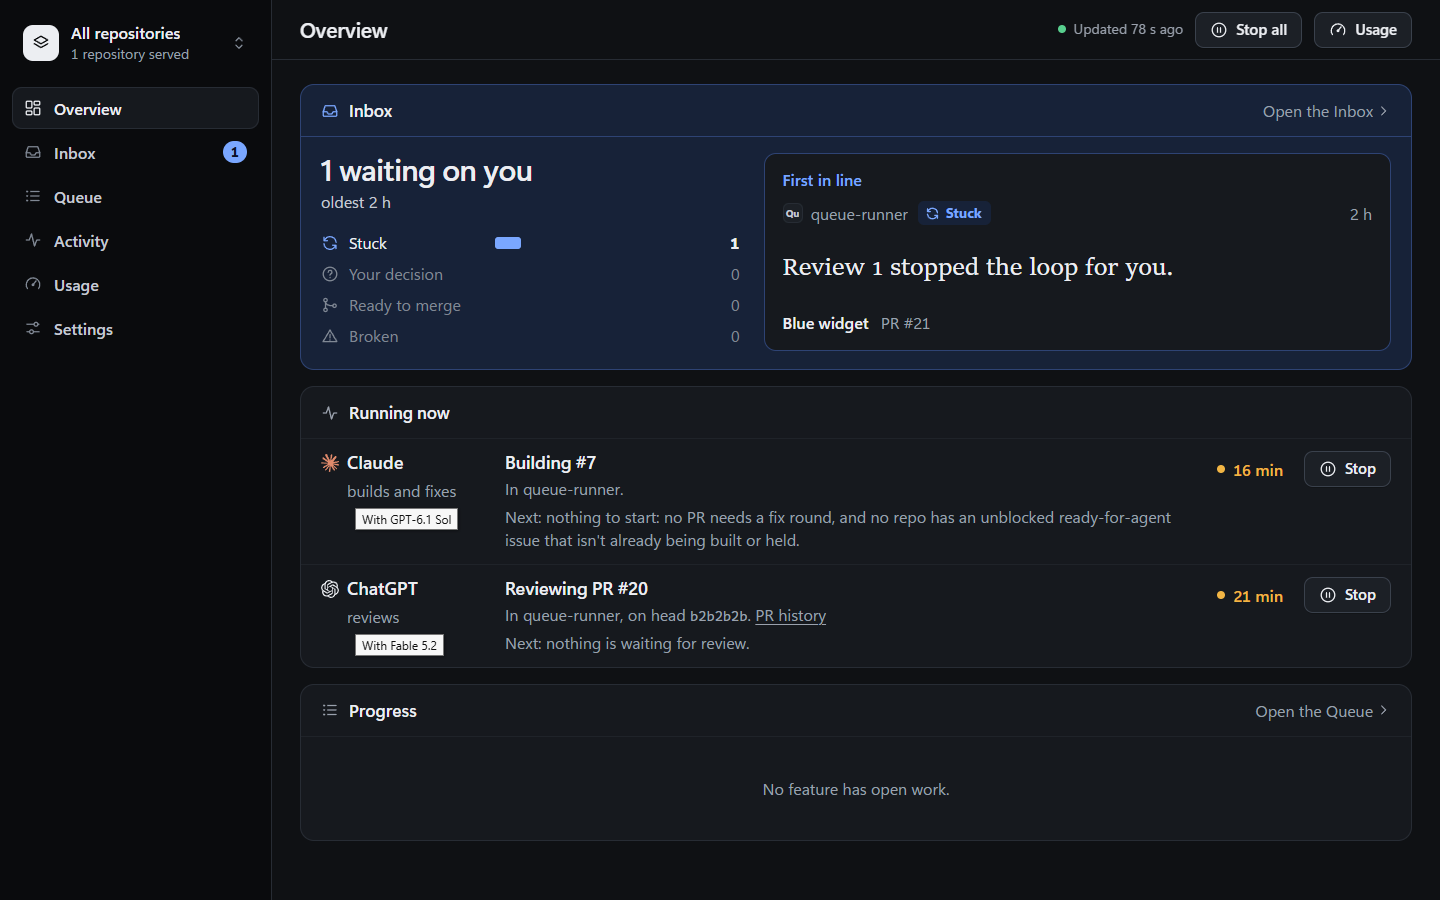 All repositories
1 repository served
Overview
Inbox
1
Queue
Activity
Usage
Settings
Overview
Updated 78 s ago
Stop all
Usage
Inbox
Open the Inbox
1 waiting on you
oldest 2 h
Stuck
1
Your decision
0
Ready to merge
0
Broken
0
First in line
Qu
queue-runner
Stuck
2 h
Review 1 stopped the loop for you.
Blue widget PR #21
Running now
Claude
builds and fixes
With GPT-6.1 Sol
Building #7
In queue-runner.
Next: nothing to start: no PR needs a fix round, and no repo has an unblocked ready-for-agent
issue that isn't already being built or held.
16 min
Stop
ChatGPT
reviews
With Fable 5.2
Reviewing PR #20
In queue-runner, on head b2b2b2b. PR history
Next: nothing is waiting for review.
21 min
Stop
Progress
Open the Queue
No feature has open work.